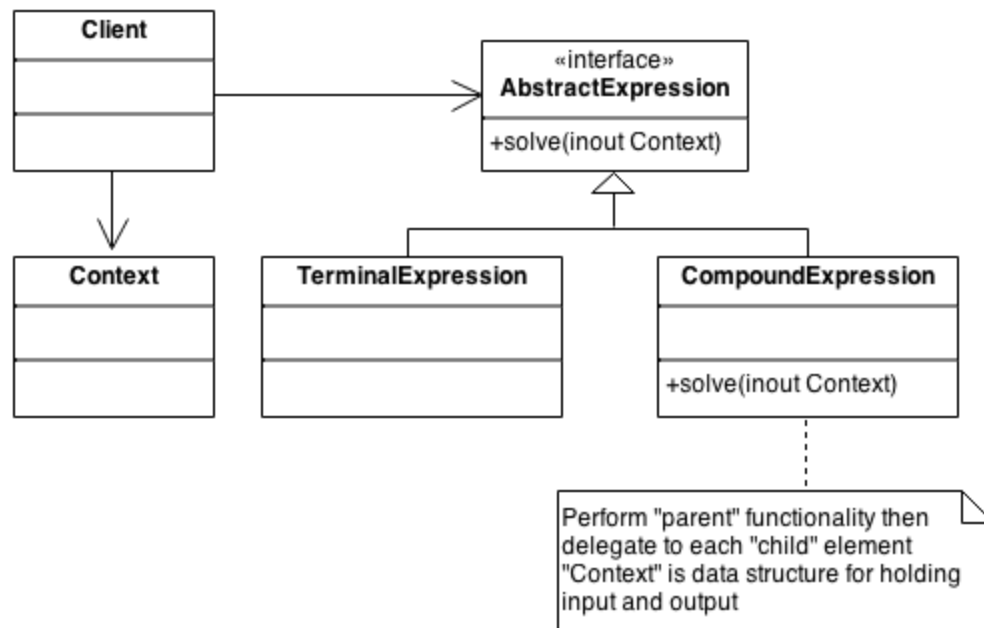 Client
«interface»
AbstractExpression
+solve(inout Context)
Context
TerminalExpression
CompoundExpression
+solve(inout Context)
Perform "parent" functionality then
delegate to each "child" element
"Context" is data structure for holding
input and output